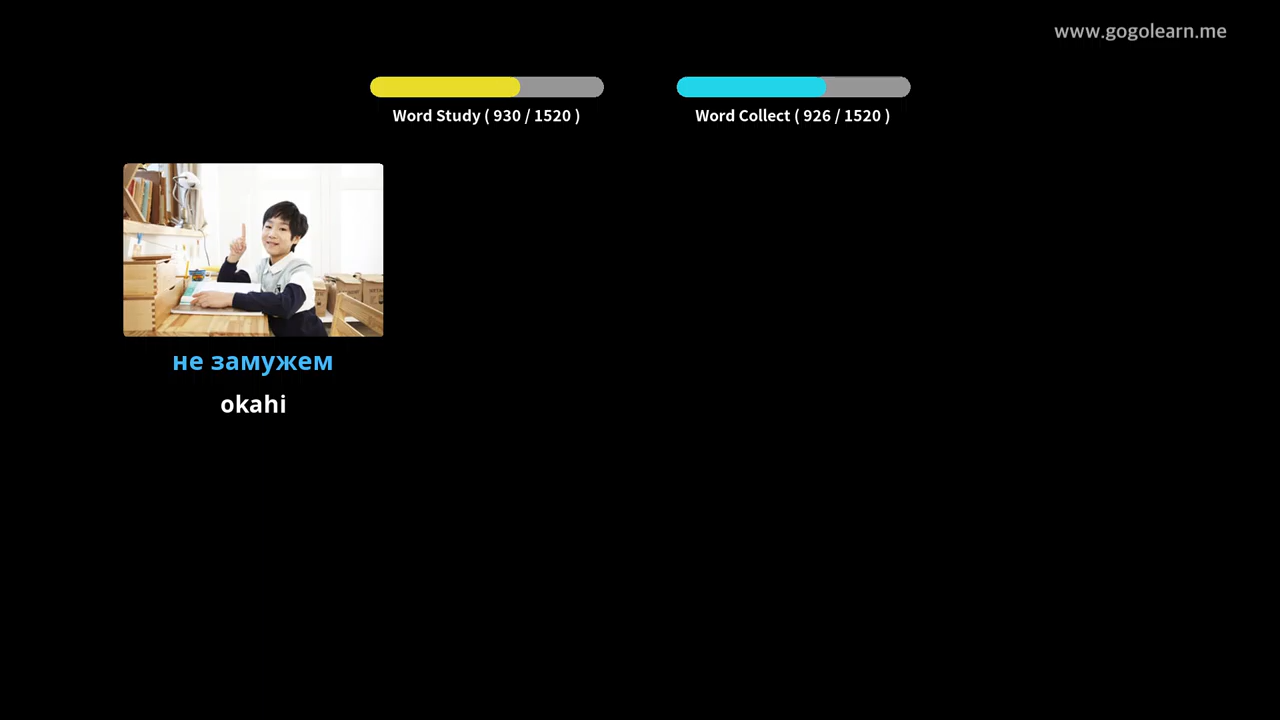 www.gogolearn.me
Word Study ( 930 / 1520 )
Word Collect ( 926 / 1520 )
не замужем
okahi